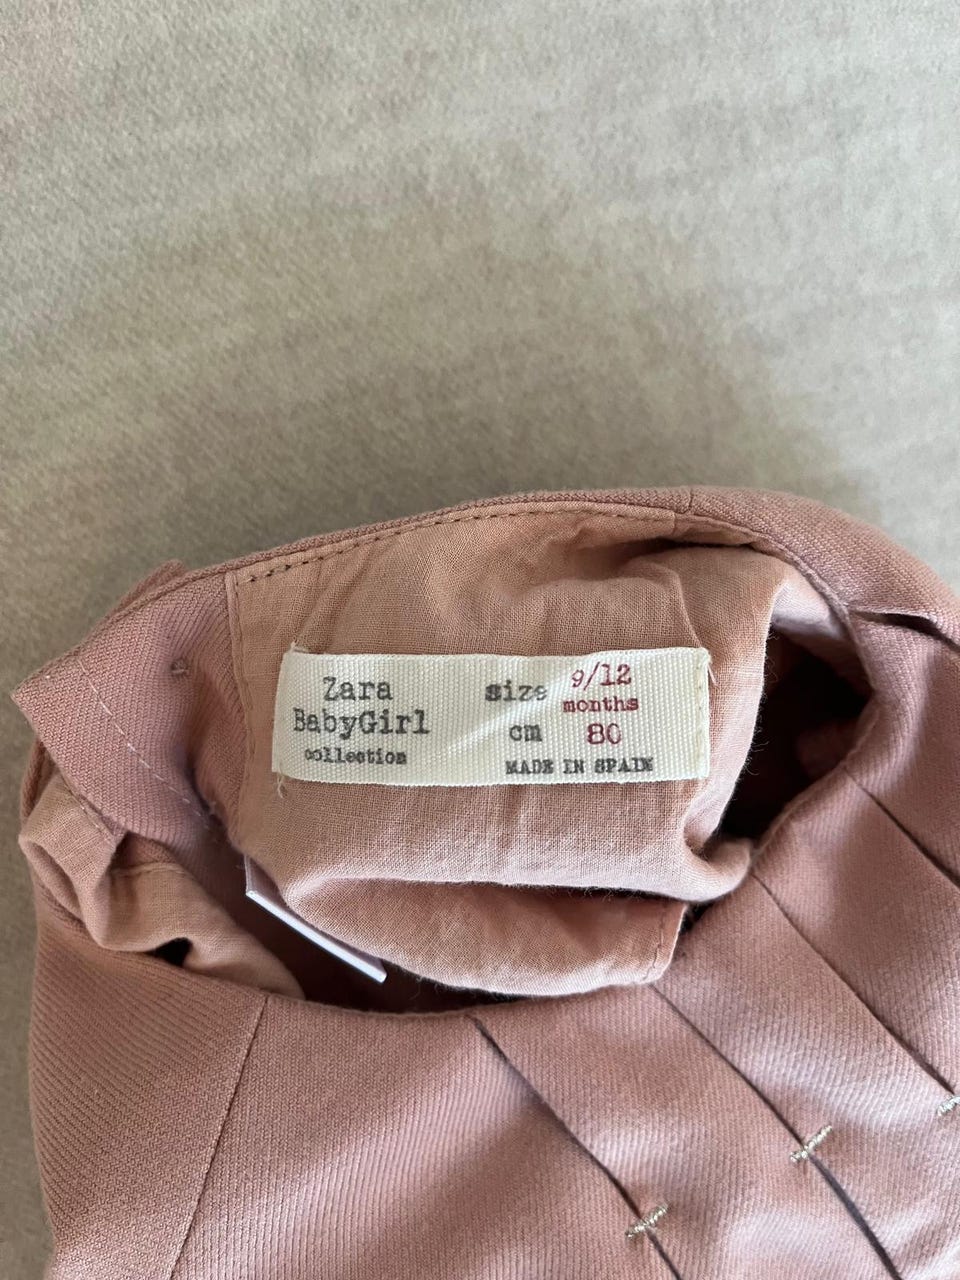 Zara
BabyGirl
collection
size 9/12
months
cm 80
MADE IN SPAIN